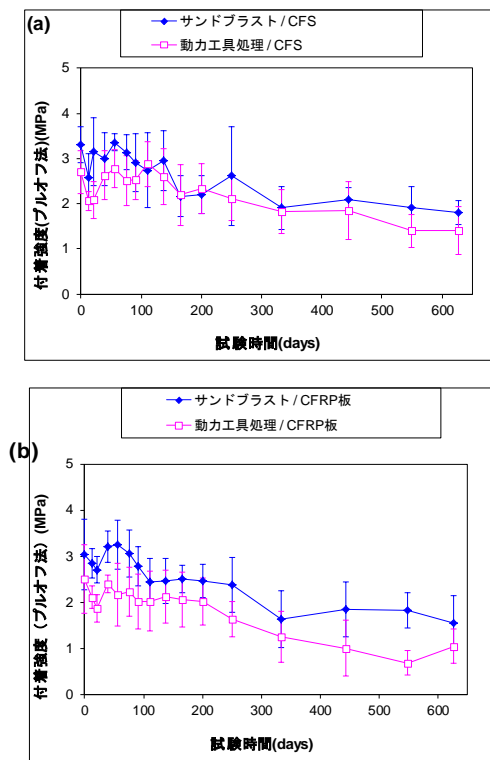 (a)
サンドブラスト/CFS
動力工具処理/CFS
付着強度(プルオフ法)(MPa)
5
4
3
2
1
0
0 100 200 300 400 500 600
試験時間(days)
(b)
サンドブラスト/CFRP板
動力工具処理/CFRP板
付着強度（プルオフ法）(MPa)
5
4
3
2
1
0
0 100 200 300 400 500 600
試験時間(days)